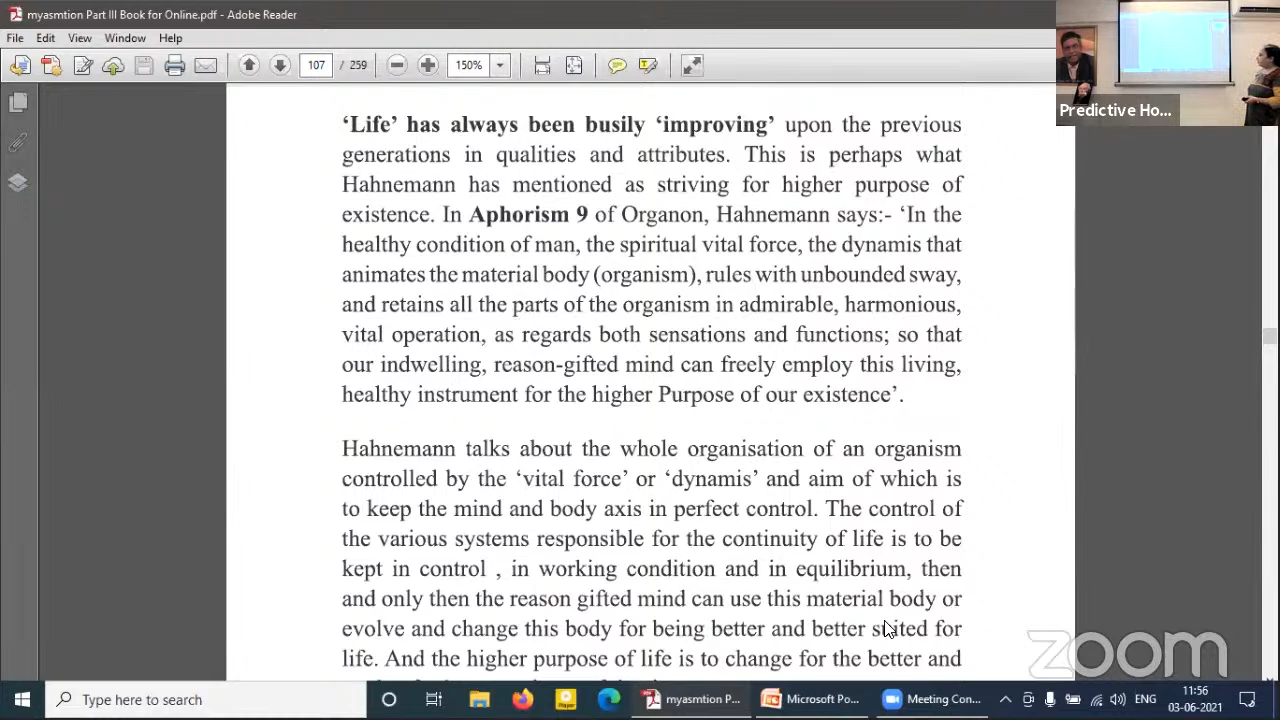 myasmtion Part III Book for Online.pdf - Adobe Reader
File Edit View Window Help
107 / 259 150%
Predictive Ho...
‘Life’ has always been busily ‘improving’ upon the previous
generations in qualities and attributes. This is perhaps what
Hahnemann has mentioned as striving for higher purpose of
existence. In Aphorism 9 of Organon, Hahnemann says:- ‘In the
healthy condition of man, the spiritual vital force, the dynamis that
animates the material body (organism), rules with unbounded sway,
and retains all the parts of the organism in admirable, harmonious,
vital operation, as regards both sensations and functions; so that
our indwelling, reason-gifted mind can freely employ this living,
healthy instrument for the higher Purpose of our existence’.
Hahnemann talks about the whole organisation of an organism
controlled by the ‘vital force’ or ‘dynamis’ and aim of which is
to keep the mind and body axis in perfect control. The control of
the various systems responsible for the continuity of life is to be
kept in control , in working condition and in equilibrium, then
and only then the reason gifted mind can use this material body or
evolve and change this body for being better and better suited for
life. And the higher purpose of life is to change for the better and
zoom
Type here to search
myasmtion P...
Microsoft Po...
Meeting Con...
ENG
11:56
03-06-2021